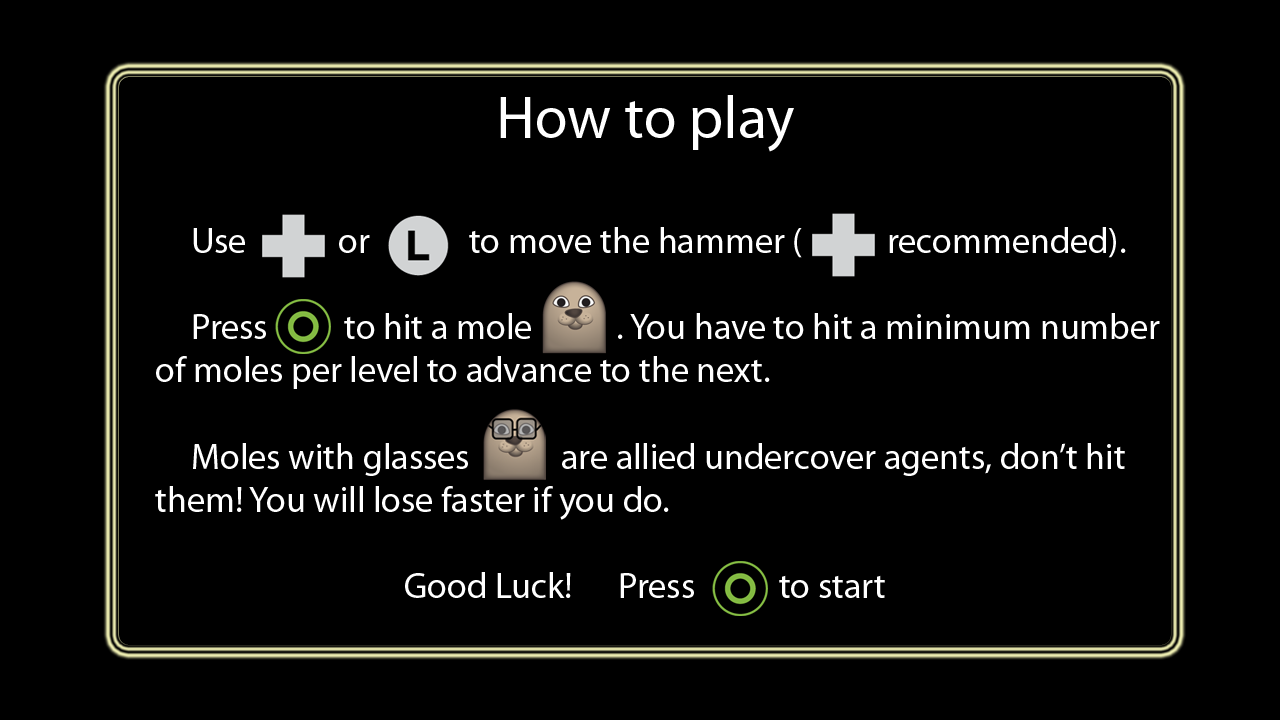 How to play
Use or L to move the hammer ( recommended).
Press to hit a mole . You have to hit a minimum number
of moles per level to advance to the next.
Moles with glasses are allied undercover agents, don’t hit
them! You will lose faster if you do.
Good Luck! Press to start